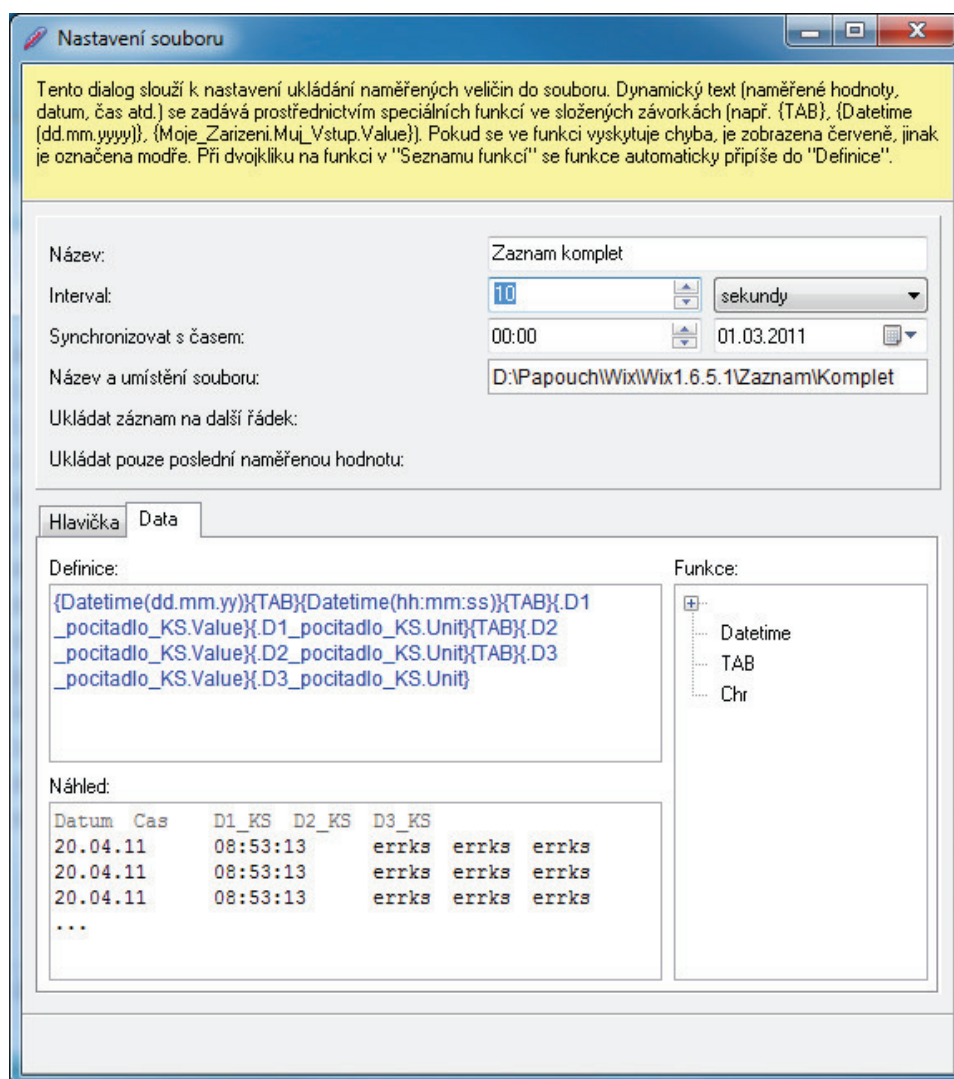 Nastavení souboru
Tento dialog slouží k nastavení ukládání naměřených veličin do souboru. Dynamický text (naměřené hodnoty,
datum, čas atd.) se zadává prostřednictvím speciálních funkcí ve složených závorkách (např. {TAB}, {Datetime
(dd.mm.yyyy)}, {Moje_Zarizeni.Muj_Vstup.Value}). Pokud se ve funkci vyskytuje chyba, je zobrazena červeně, jinak
je označena modře. Při dvojkliku na funkci v "Seznamu funkcí" se funkce automaticky připíše do "Definice".
Název: Zaznam komplet
Interval: 10 sekundy
Synchronizovat s časem: 00:00 01.03.2011
Název a umístění souboru: D:\Papouch\Wix\Wix1.6.5.1\Zaznam\Komplet
Ukládat záznam na další řádek:
Ukládat pouze poslední naměřenou hodnotu:
Hlavička Data
Definice:
{Datetime(dd.mm.yy)}{TAB}{Datetime(hh:mm:ss)}{TAB}{.D1
_pocitadlo_KS.Value}{.D1_pocitadlo_KS.Unit}{TAB}{.D2
_pocitadlo_KS.Value}{.D2_pocitadlo_KS.Unit}{TAB}{.D3
_pocitadlo_KS.Value}{.D3_pocitadlo_KS.Unit}
Funkce:
Datetime
TAB
Chr
Náhled:
Datum Cas D1_KS D2_KS D3_KS
20.04.11 08:53:13 errks errks errks
20.04.11 08:53:13 errks errks errks
20.04.11 08:53:13 errks errks errks
...